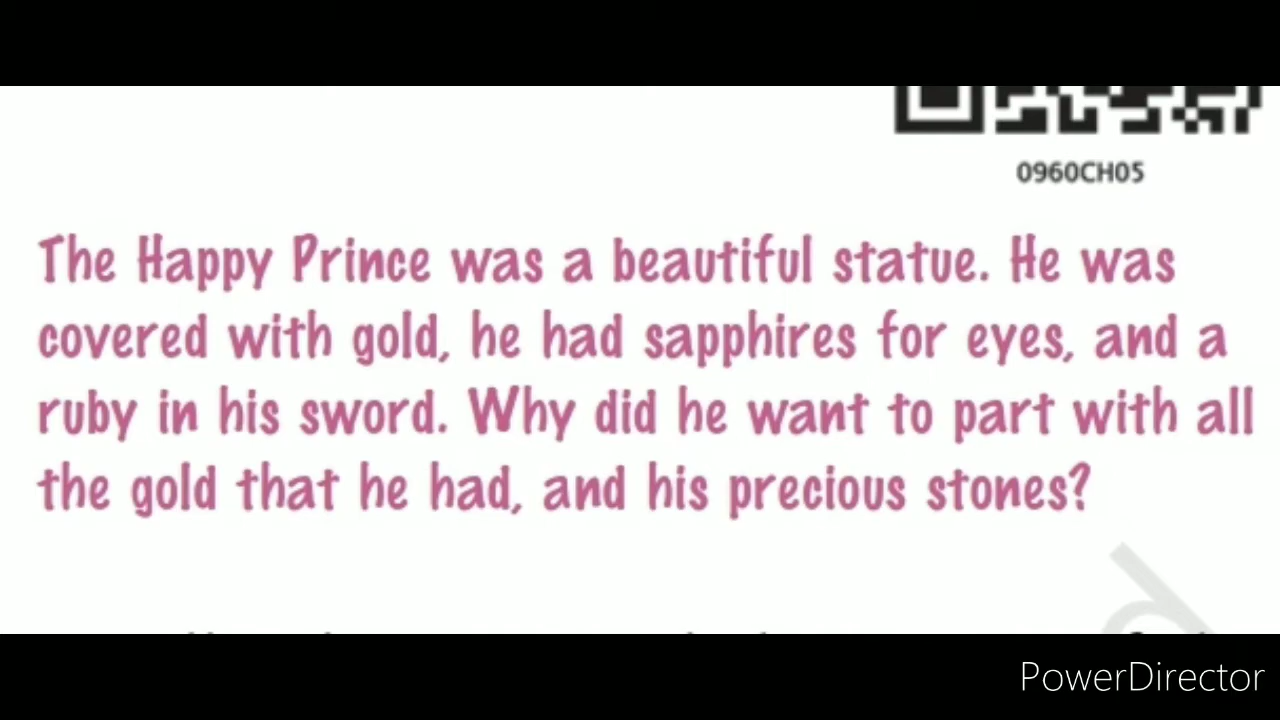 0960CH05
The Happy Prince was a beautiful statue. He was
covered with gold, he had sapphires for eyes, and a
ruby in his sword. Why did he want to part with all
the gold that he had, and his precious stones?
PowerDirector